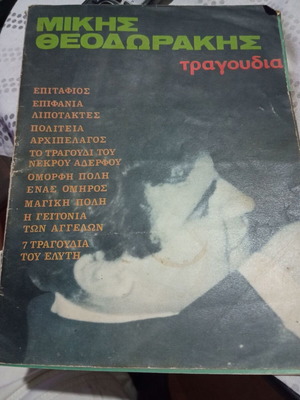 ΜΙΚΗΣ
ΘΕΟΔΩΡΑΚΗΣ
τραγουδια
ΕΠΙΤΑΦΙΟΣ
ΕΠΙΦΑΝΙΑ
ΛΙΠΟΤΑΚΤΕΣ
ΠΟΛΙΤΕΙΑ
ΑΡΧΙΠΕΛΑΓΟΣ
ΤΟ ΤΡΑΓΟΥΔΙ ΤΟΥ
ΝΕΚΡΟΥ ΑΔΕΡΦΟΥ
ΟΜΟΡΦΗ ΠΟΛΗ
ΕΝΑΣ ΟΜΗΡΟΣ
ΜΑΓΙΚΗ ΠΟΛΗ
Η ΓΕΙΤΟΝΙΑ
ΤΩΝ ΑΓΓΕΛΩΝ
7 ΤΡΑΓΟΥΔΙΑ
ΤΟΥ ΕΛΥΤΗ